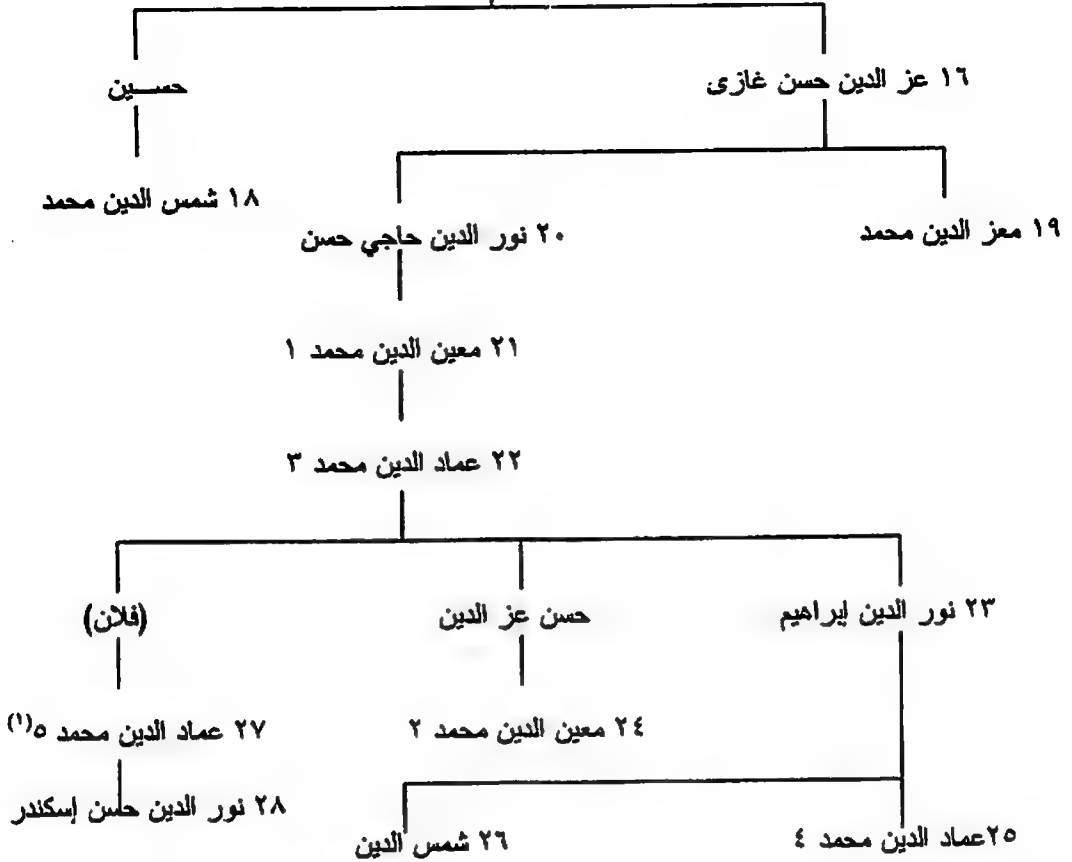 ١٦ عز الدين حسن غازى
حسين
١٨ شمس الدين محمد
١٩ معز الدين محمد
٢٠ نور الدين حاجي حسن
٢١ معين الدين محمد ١
٢٢ عماد الدين محمد ٣
٢٣ نور الدين إبراهيم
حسن عز الدين
(فلان)
٢٤ معين الدين محمد ٢
٢٧ عماد الدين محمد ٥(١)
٢٥ عماد الدين محمد ٤
٢٦ شمس الدين
٢٨ نور الدين حسن إسكندر